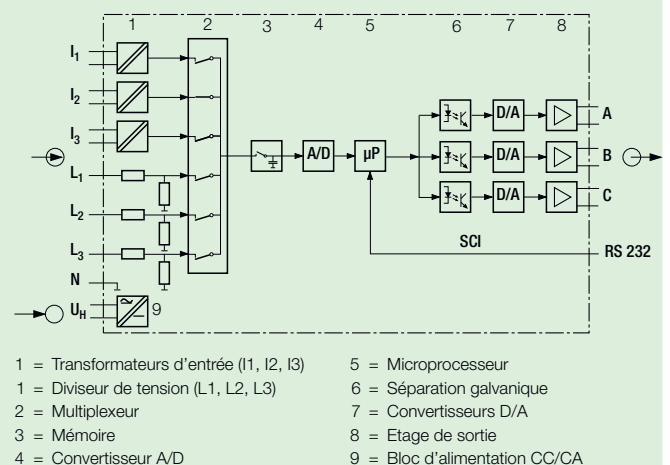 1 2 3 4 5 6 7 8
I1
I2
I3
L1
L2
L3
N
UH
9
A/D
µP
D/A
D/A
D/A
A
B
C
SCI
RS 232
1 = Transformateurs d'entrée (I1, I2, I3)
1 = Diviseur de tension (L1, L2, L3)
2 = Multiplexeur
3 = Mémoire
4 = Convertisseur A/D
5 = Microprocesseur
6 = Séparation galvanique
7 = Convertisseurs D/A
8 = Etage de sortie
9 = Bloc d'alimentation CC/CA